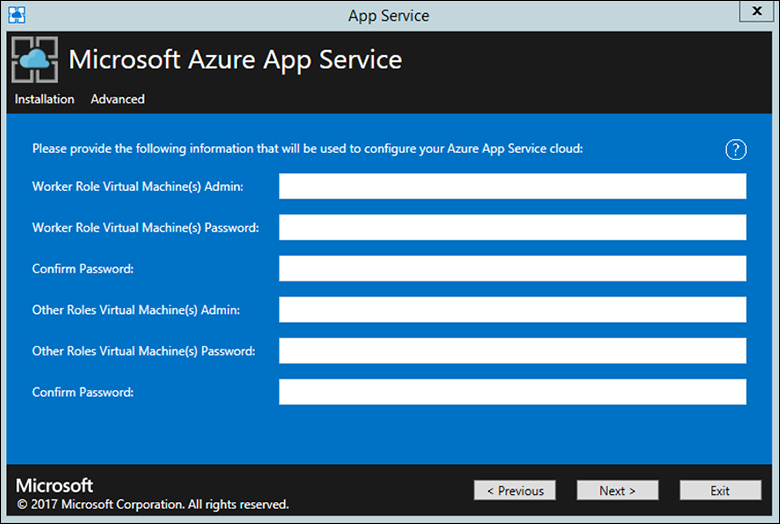 App Service
x
Microsoft Azure App Service
Installation Advanced
Please provide the following information that will be used to configure your Azure App Service cloud: ?
Worker Role Virtual Machine(s) Admin:
Worker Role Virtual Machine(s) Password:
Confirm Password:
Other Roles Virtual Machine(s) Admin:
Other Roles Virtual Machine(s) Password:
Confirm Password:
Microsoft
© 2017 Microsoft Corporation. All rights reserved.
< Previous Next > Exit